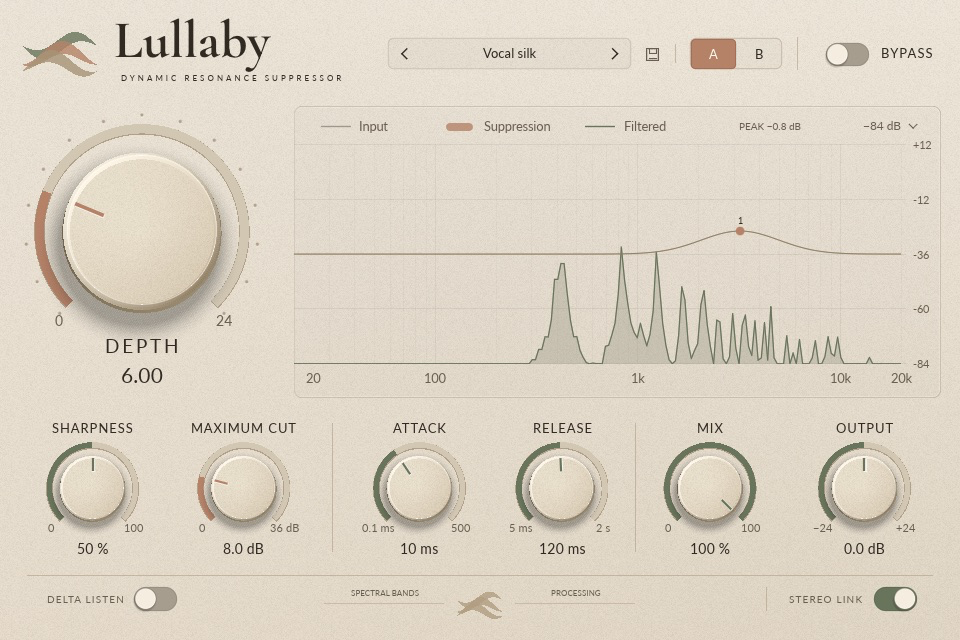 Lullaby
DYNAMIC RESONANCE SUPPRESSOR
Vocal silk
A B
BYPASS
Input Suppression Filtered PEAK −0.8 dB −84 dB
+12
-12
1
-36
-60
-84
20 100 1k 10k 20k
0 24
DEPTH
6.00
SHARPNESS MAXIMUM CUT ATTACK RELEASE MIX OUTPUT
0 100 0 36 dB 0.1 ms 500 5 ms 2 s 0 100 −24 +24
50 % 8.0 dB 10 ms 120 ms 100 % 0.0 dB
DELTA LISTEN SPECTRAL BANDS PROCESSING STEREO LINK